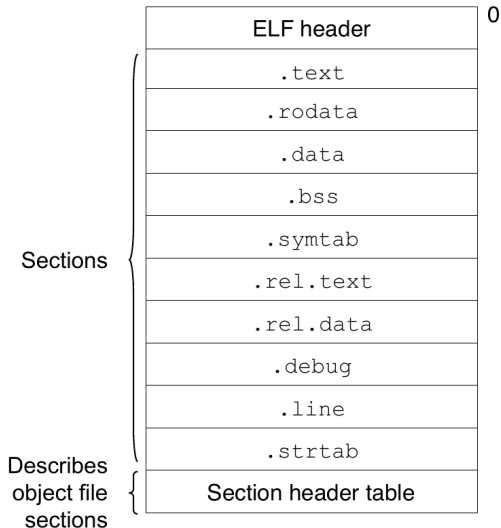 0
ELF header
.text
.rodata
.data
.bss
.symtab
Sections
.rel.text
.rel.data
.debug
.line
.strtab
Describes
object file
sections
Section header table